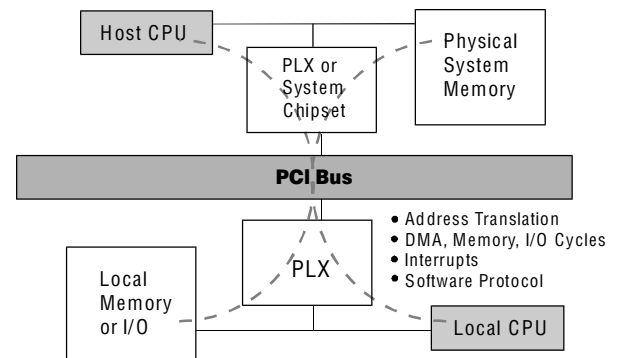 Host CPU
PLX or
System
Chipset
Physical
System
Memory
PCI Bus
PLX
• Address Translation
• DMA, Memory, I/O Cycles
• Interrupts
• Software Protocol
Local
Memory
or I/O
Local CPU